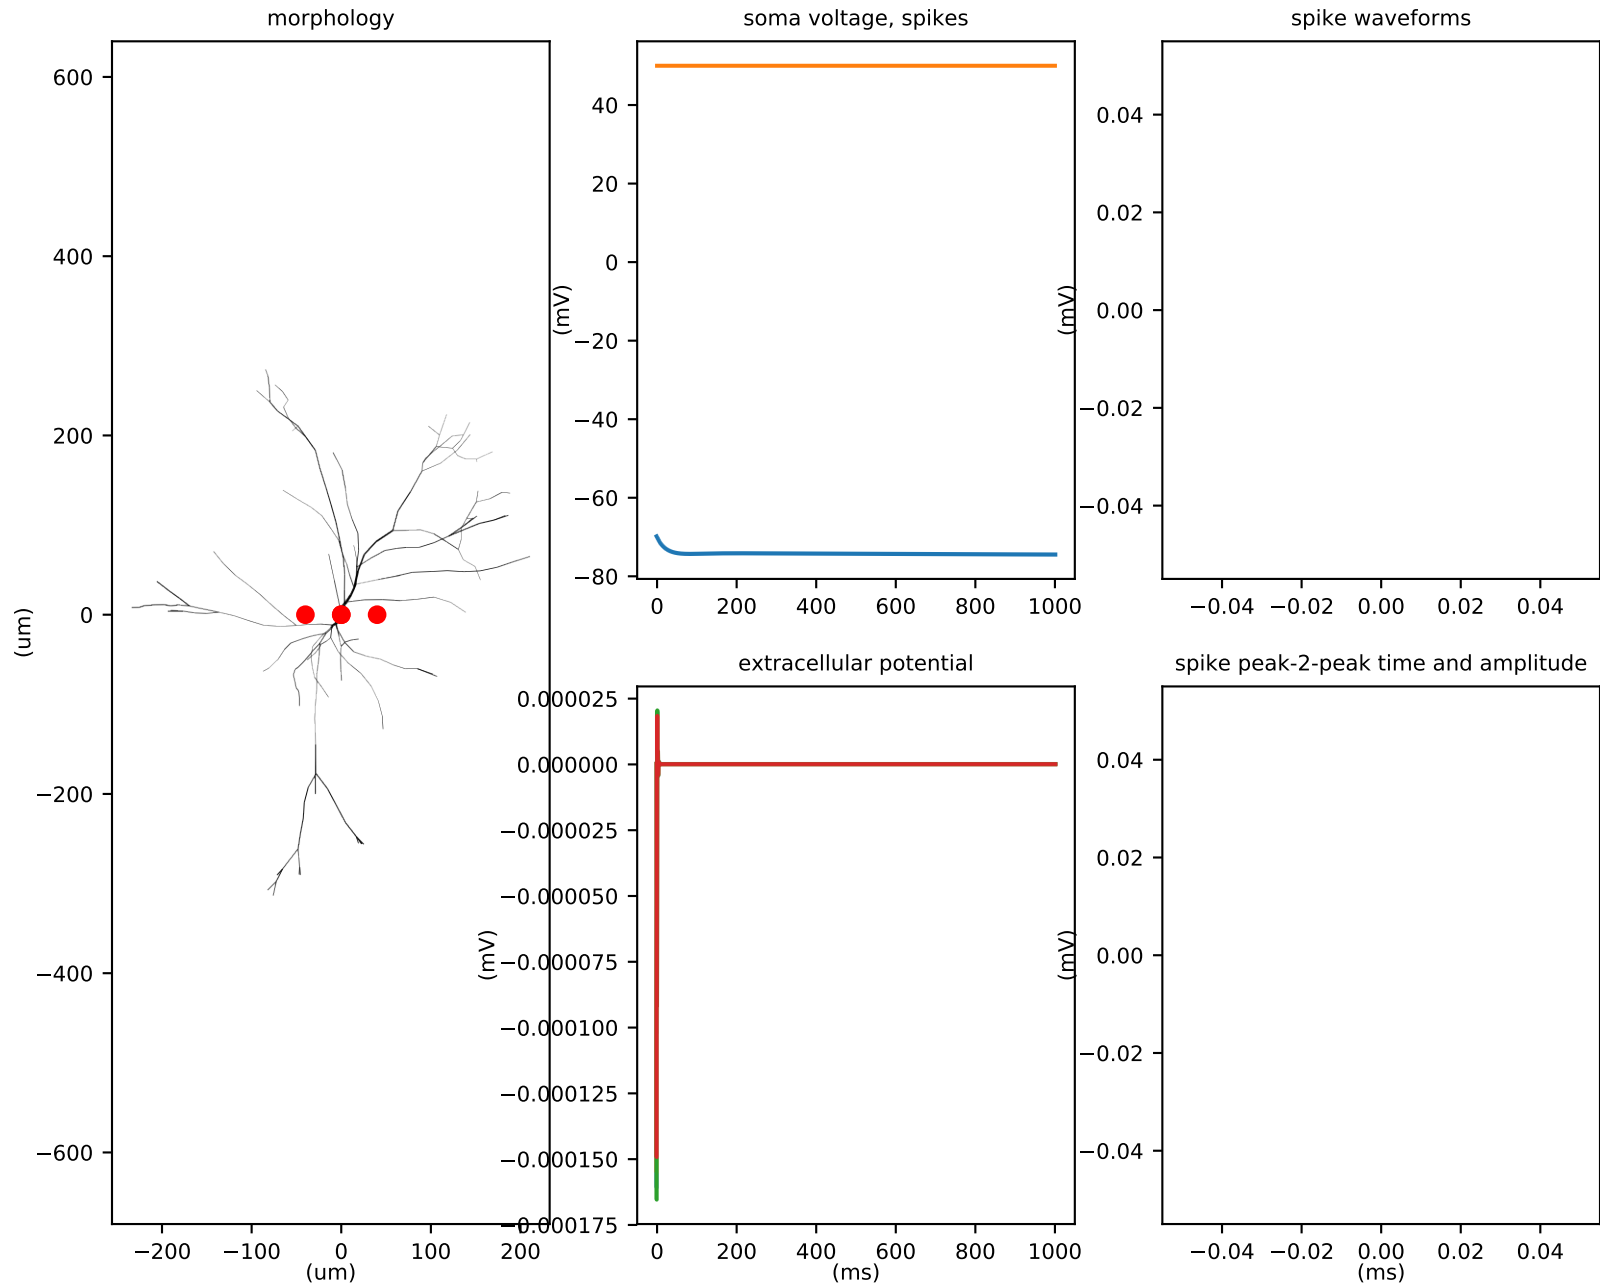 morphology
600
400
200
0
−200
−400
−600
(um)
−200 −100 0 100 200
(um)
soma voltage, spikes
40
20
0
−20
−40
−60
−80
(mV)
0 200 400 600 800 1000
spike waveforms
0.04
0.02
0.00
−0.02
−0.04
(mV)
−0.04 −0.02 0.00 0.02 0.04
extracellular potential
0.000025
0.000000
−0.000025
−0.000050
−0.000075
−0.000100
−0.000125
−0.000150
−0.000175
(mV)
0 200 400 600 800 1000
(ms)
spike peak-2-peak time and amplitude
0.04
0.02
0.00
−0.02
−0.04
(mV)
−0.04 −0.02 0.00 0.02 0.04
(ms)